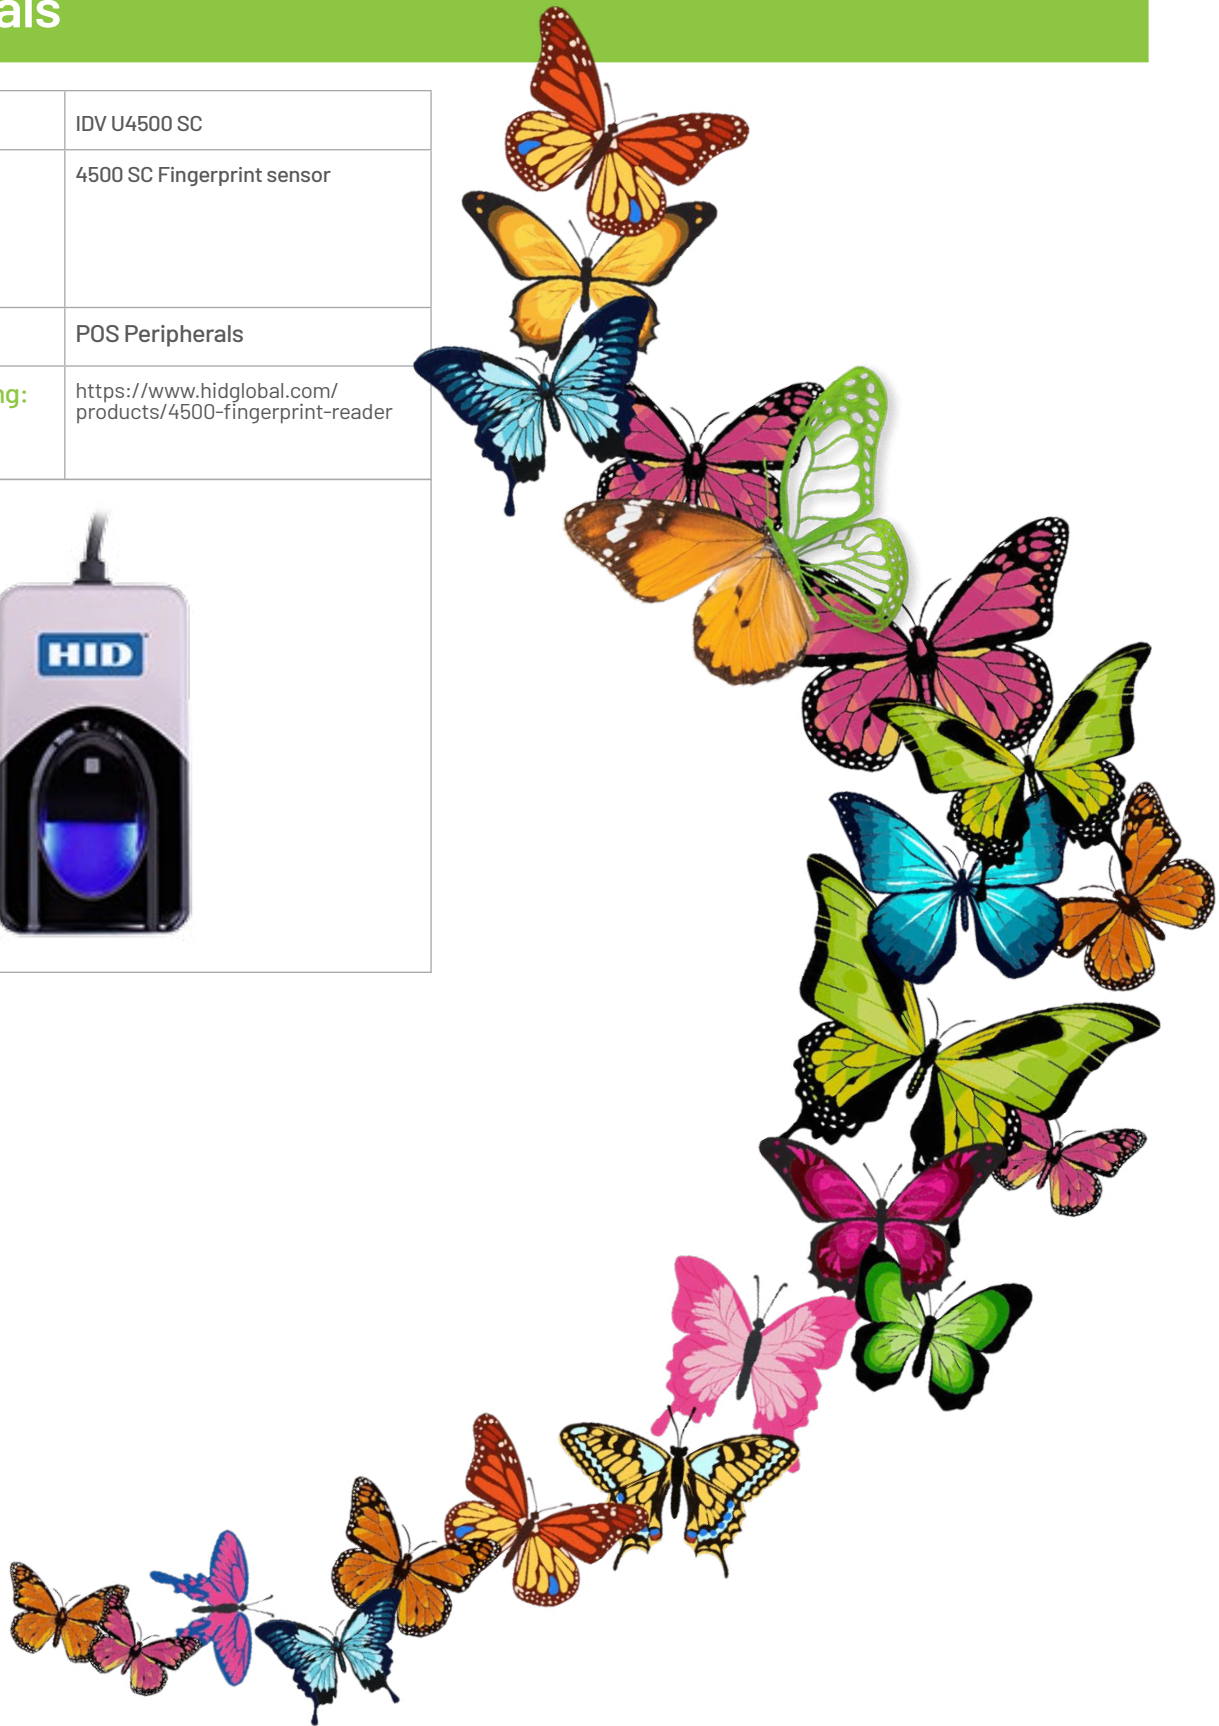 als
IDV U4500 SC
4500 SC Fingerprint sensor
POS Peripherals
ng:
https://www.hidglobal.com/
products/4500-fingerprint-reader
HID